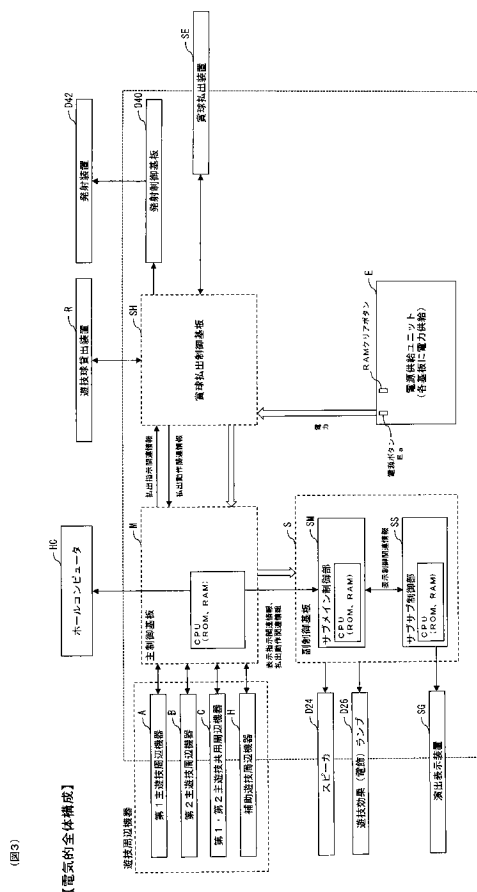 (図3)
【電気的全体構成】
遊技周辺機器
A
第1主遊技周辺機器
B
第2主遊技周辺機器
C
第1・第2主遊技共用周辺機器
H
補助遊技周辺機器
HC
ホールコンピュータ
M
主制御基板
CPU
(ROM、RAM)
払出指示関連情報
払出動作関連情報
表示指示関連情報、
払出動作関連情報
R
遊技球貸出装置
SH
賞球払出制御基板
D42
発射装置
D40
発射制御基板
SE
賞球払出装置
D24
スピーカ
D26
遊技効果(電飾)ランプ
SG
演出表示装置
S
副制御基板
SM
サブメイン制御部
CPU
(ROM、RAM)
表示制御関連情報
SS
サブサブ制御部
CPU
(ROM、RAM)
電力
E
電源供給ユニット
(各基板に電力供給)
RAMクリアボタン
電源ボタン
Ea